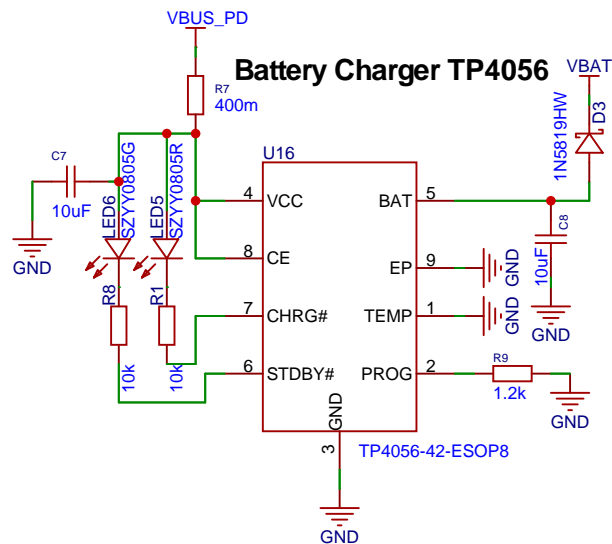 VBUS_PD
Battery Charger TP4056
R7
400m
VBAT
D3
1N5819HW
C7
10uF
GND
LED6
SZYY0805G
LED5
SZYY0805R
R8
10k
R1
10k
U16
4
VCC
8
CE
7
CHRG#
6
STDBY#
BAT
5
EP
9
TEMP
1
PROG
2
GND
3
TP4056-42-ESOP8
GND
GND
GND
C8
10uF
GND
R9
1.2k
GND